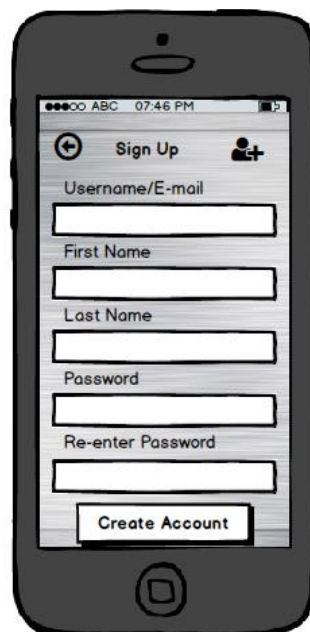 ABC 07:46 PM
Sign Up
Username/E-mail
First Name
Last Name
Password
Re-enter Password
Create Account